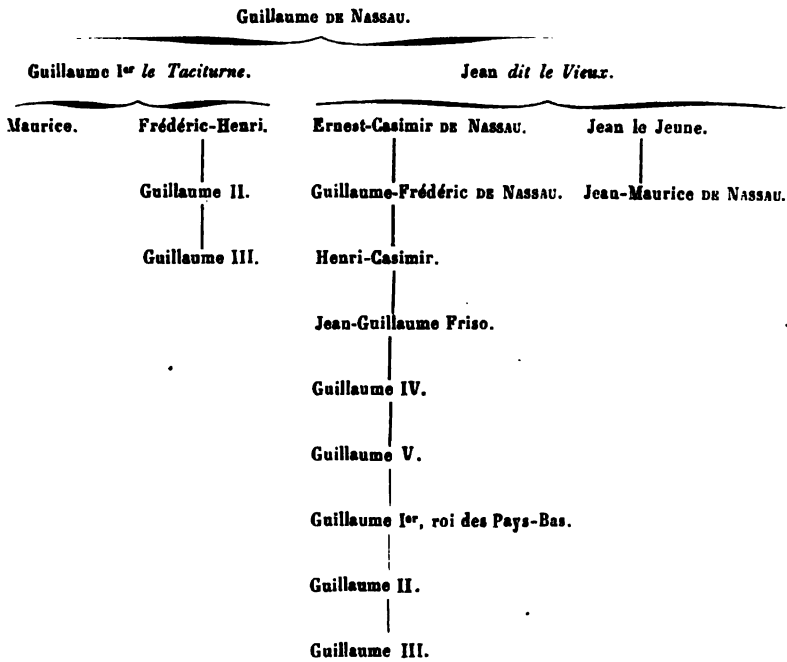 Guillaume DE NASSAU.
Guillaume Ier le Taciturne. Jean dit le Vieux.
Maurice. Frédéric-Henri. Ernest-Casimir DE NASSAU. Jean le Jeune.
Guillaume II. Guillaume-Frédéric DE NASSAU. Jean-Maurice DE NASSAU.
Guillaume III. Henri-Casimir.
Jean-Guillaume Friso.
Guillaume IV.
Guillaume V.
Guillaume Ier, roi des Pays-Bas.
Guillaume II.
Guillaume III.